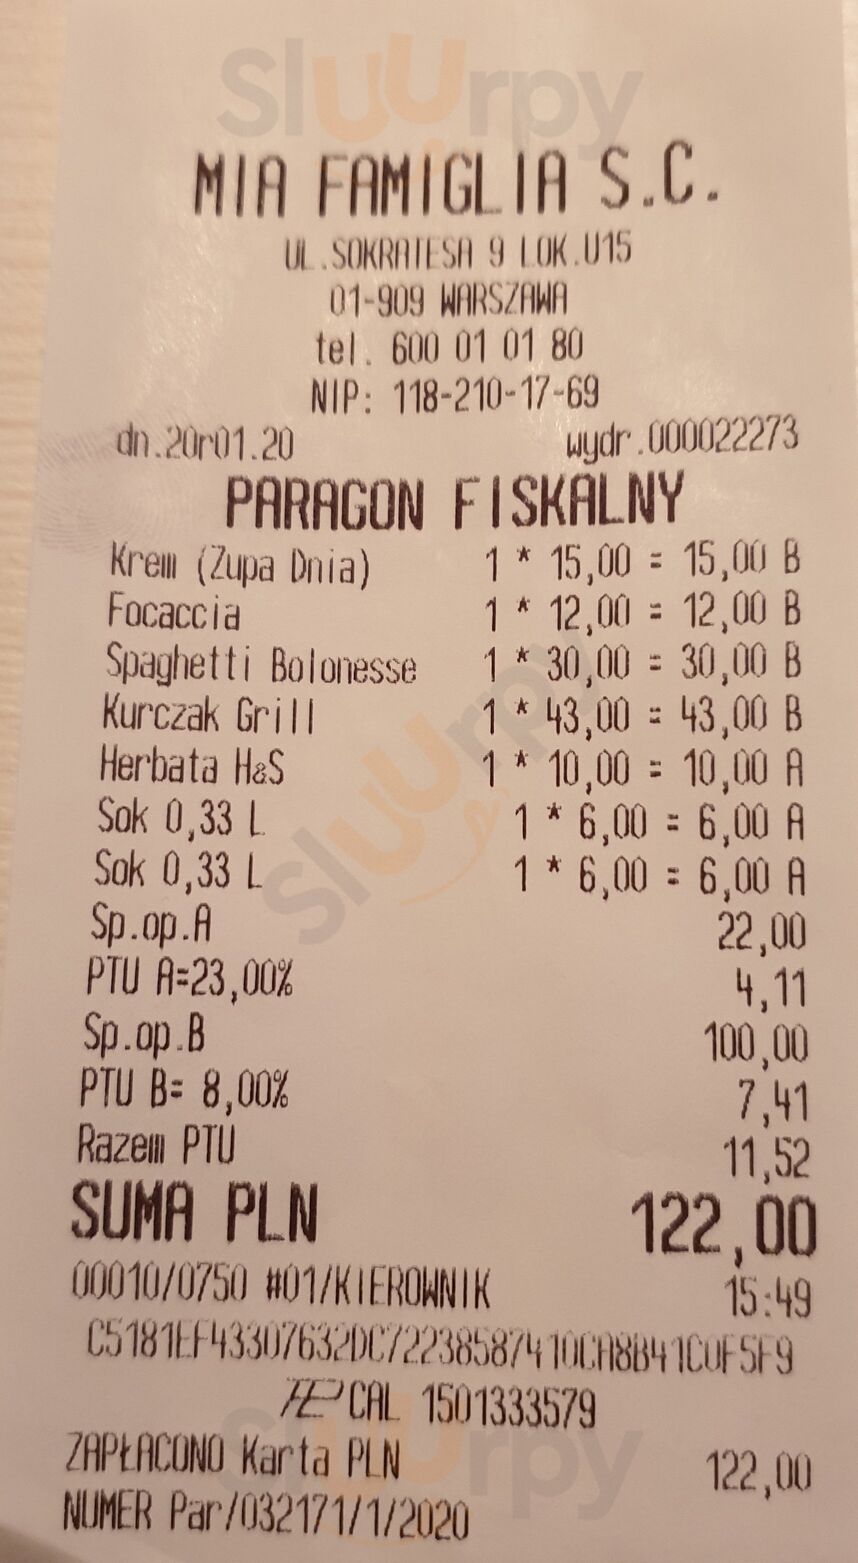 Sluurpy
MIA FAMIGLIA S.C.
UL.SOKRATESA 9 LOK.U15
01-909 WARSZAWA
tel. 600 01 01 80
NIP: 118-210-17-69
dn.20r01.20 wydr.000022273
PARAGON FISKALNY
Krem (Zupa Dnia) 1 * 15,00 = 15,00 B
Focaccia 1 * 12,00 = 12,00 B
Spaghetti Bolonesse 1 * 30,00 = 30,00 B
Kurczak Grill 1 * 43,00 = 43,00 B
Herbata H&S 1 * 10,00 = 10,00 A
Sok 0,33 L 1 * 6,00 = 6,00 A
Sok 0,33 L 1 * 6,00 = 6,00 A
Sluurpy
Sp.op.A 22,00
PTU A=23,00% 4,11
Sp.op.B 100,00
PTU B= 8,00% 7,41
Razem PTU 11,52
SUMA PLN 122,00
00010/0750 #01/KIEROWNIK 15:49
C5181EF43307632DC72238587410CA8B41C0F5F9
CAL 1501333579
ZAPŁACONO Karta PLN 122,00
Sluurpy
NUMER Par/032171/1/2020